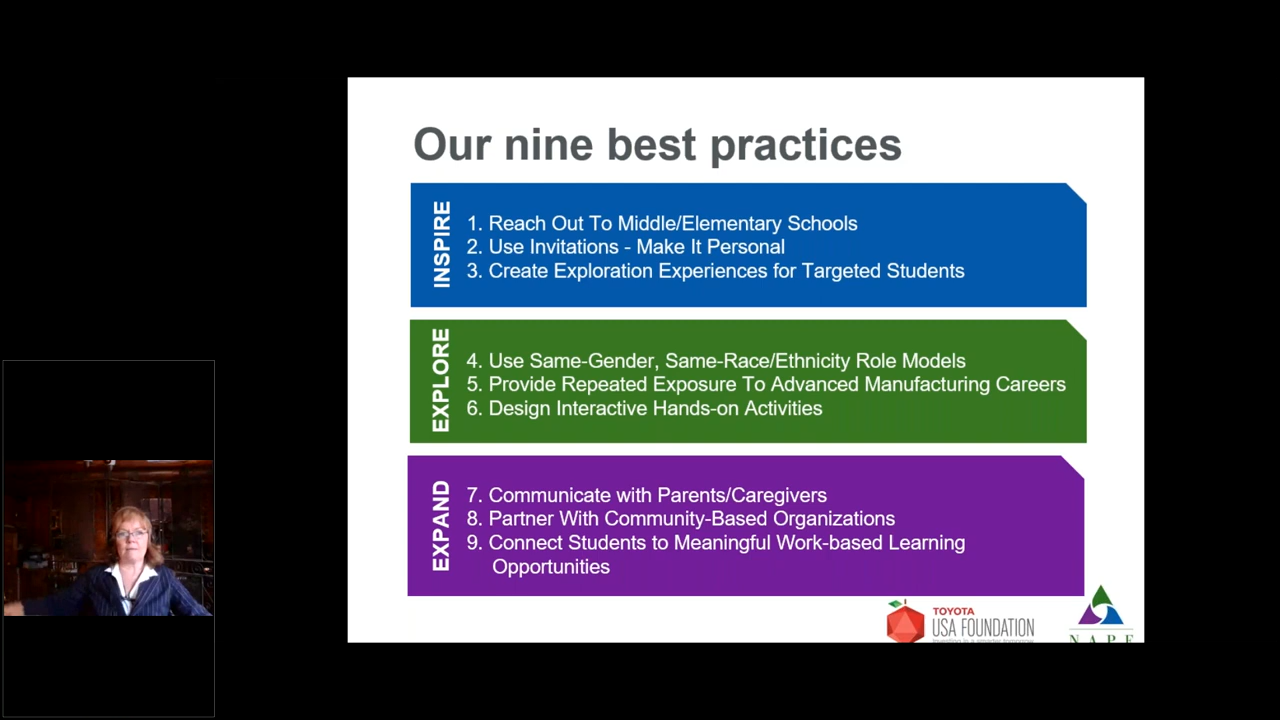 Our nine best practices
INSPIRE
1. Reach Out To Middle/Elementary Schools
2. Use Invitations - Make It Personal
3. Create Exploration Experiences for Targeted Students
EXPLORE
4. Use Same-Gender, Same-Race/Ethnicity Role Models
5. Provide Repeated Exposure To Advanced Manufacturing Careers
6. Design Interactive Hands-on Activities
EXPAND
7. Communicate with Parents/Caregivers
8. Partner With Community-Based Organizations
9. Connect Students to Meaningful Work-based Learning
Opportunities
TOYOTA
USA FOUNDATION
NAPE